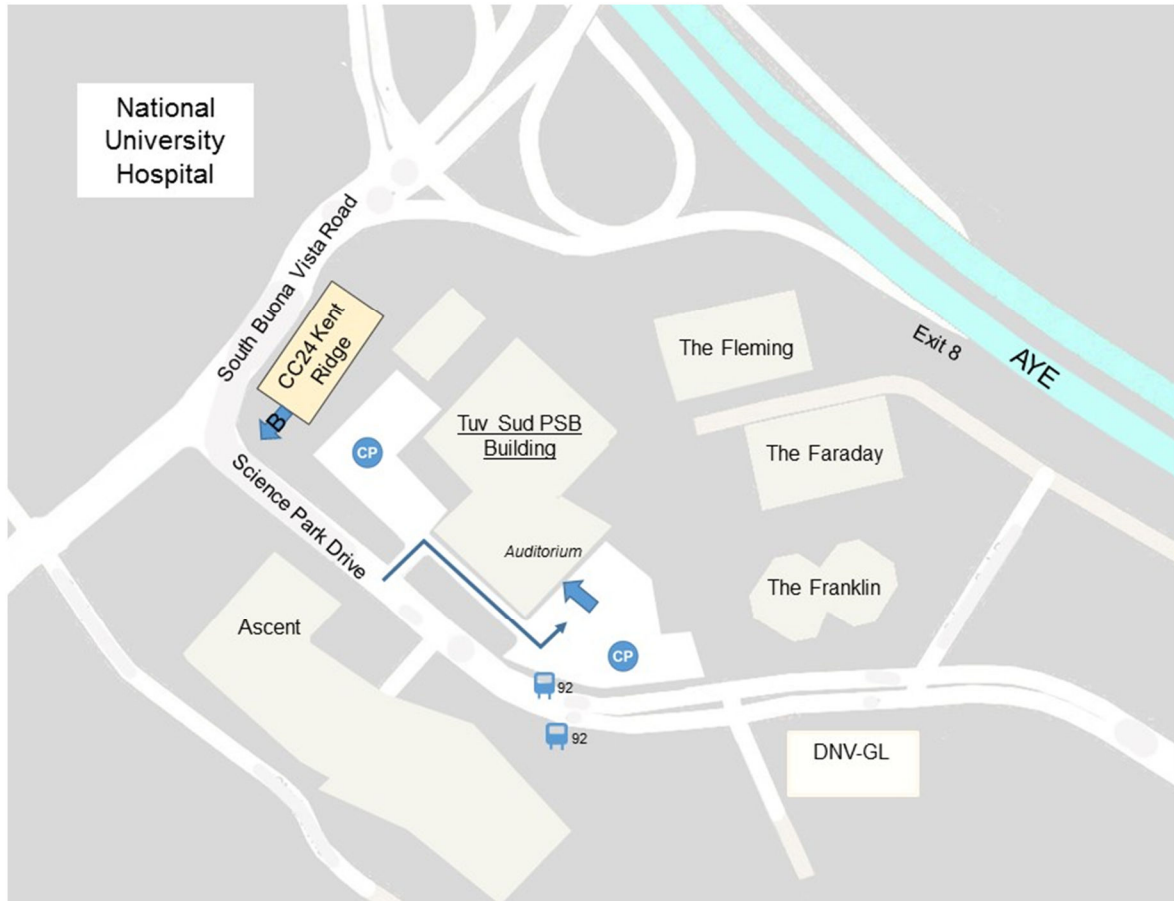 National
University
Hospital
South Buona Vista Road
CC24 Kent
Ridge
B
CP
Tuv Sud PSB
Building
The Fleming
Exit 8
AYE
The Faraday
Science Park Drive
Auditorium
The Franklin
Ascent
CP
92
92
DNV-GL